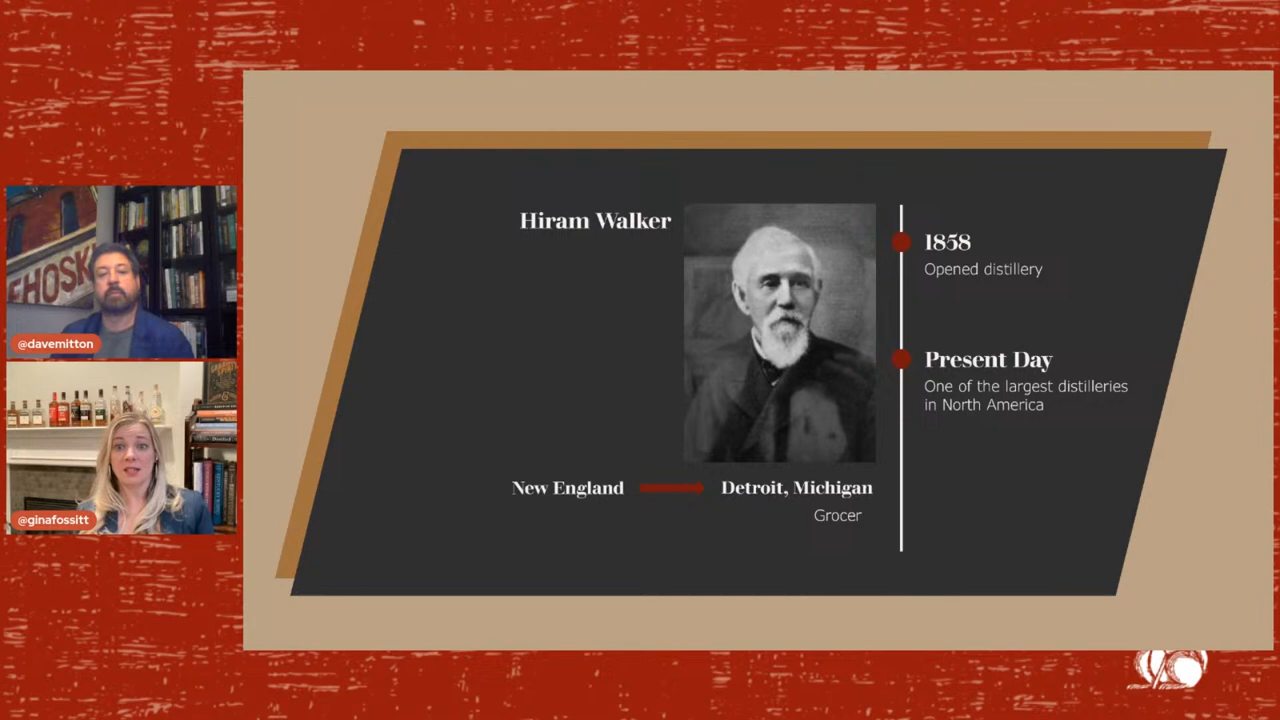 Hiram Walker
1858
Opened distillery
Present Day
One of the largest distilleries
in North America
New England
Detroit, Michigan
Grocer
EHOSK
@davemitton
@ginafossitt